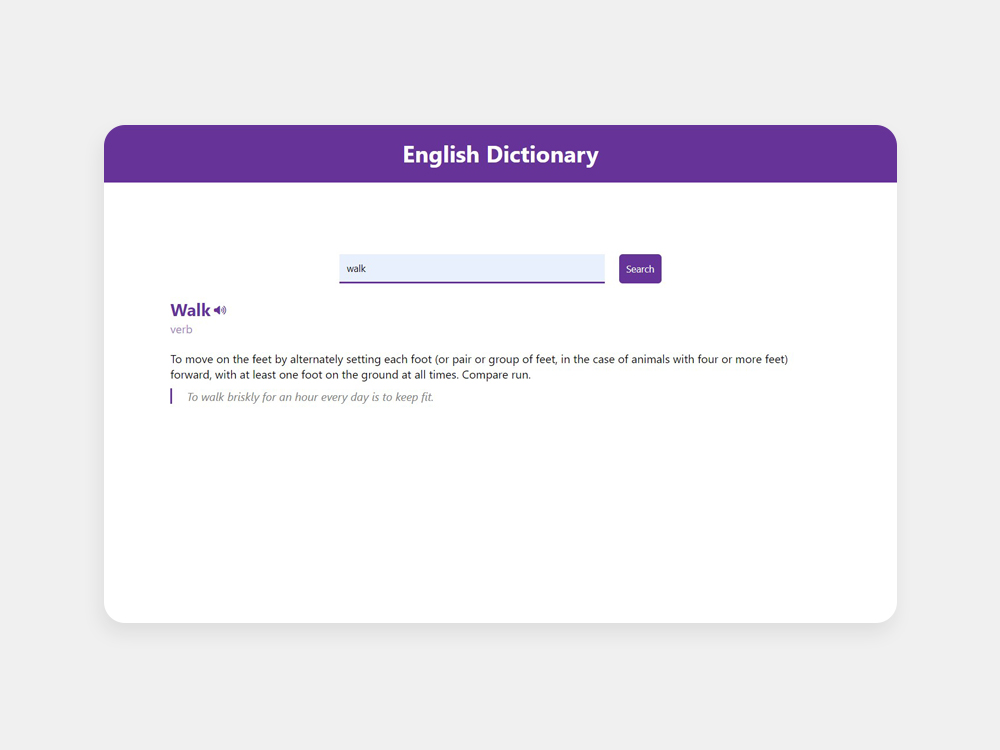 English Dictionary
walk
Search
Walk
verb
To move on the feet by alternately setting each foot (or pair or group of feet, in the case of animals with four or more feet)
forward, with at least one foot on the ground at all times. Compare run.
To walk briskly for an hour every day is to keep fit.